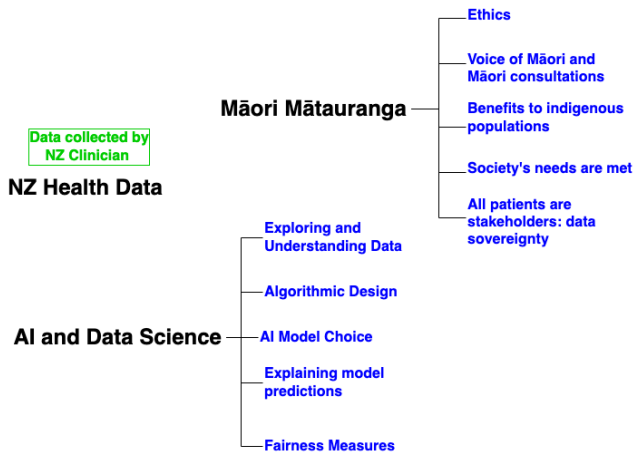 Ethics
Voice of Māori and
Māori consultations
Māori Mātauranga
Benefits to indigenous
populations
Society's needs are met
All patients are
stakeholders: data
sovereignty
Data collected by
NZ Clinician
NZ Health Data
Exploring and
Understanding Data
Algorithmic Design
AI and Data Science
AI Model Choice
Explaining model
predictions
Fairness Measures